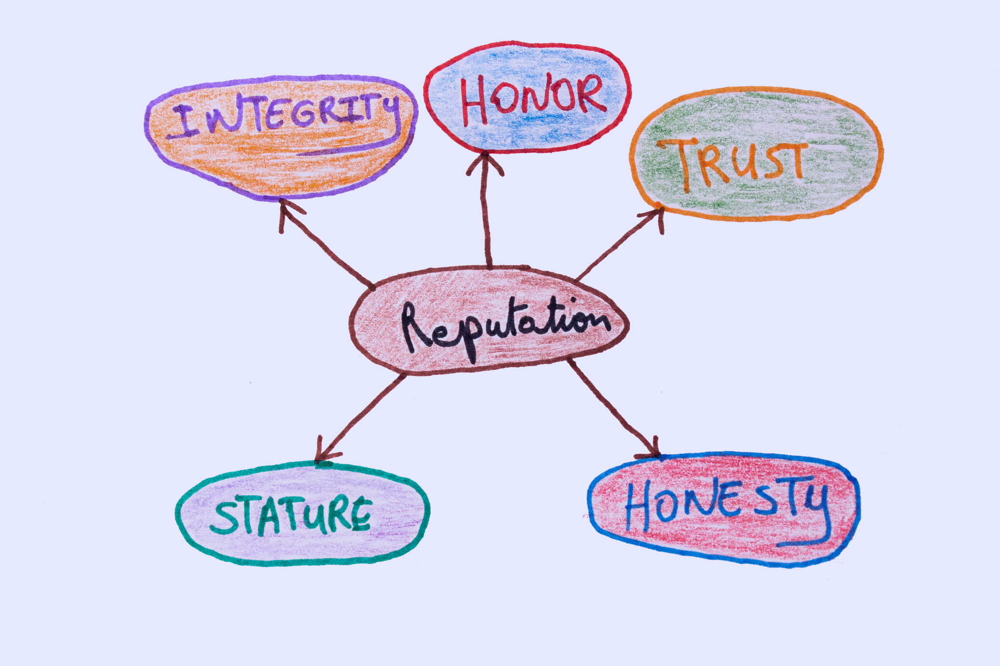 INTEGRITY
HONOR
TRUST
Reputation
STATURE
HONESTY